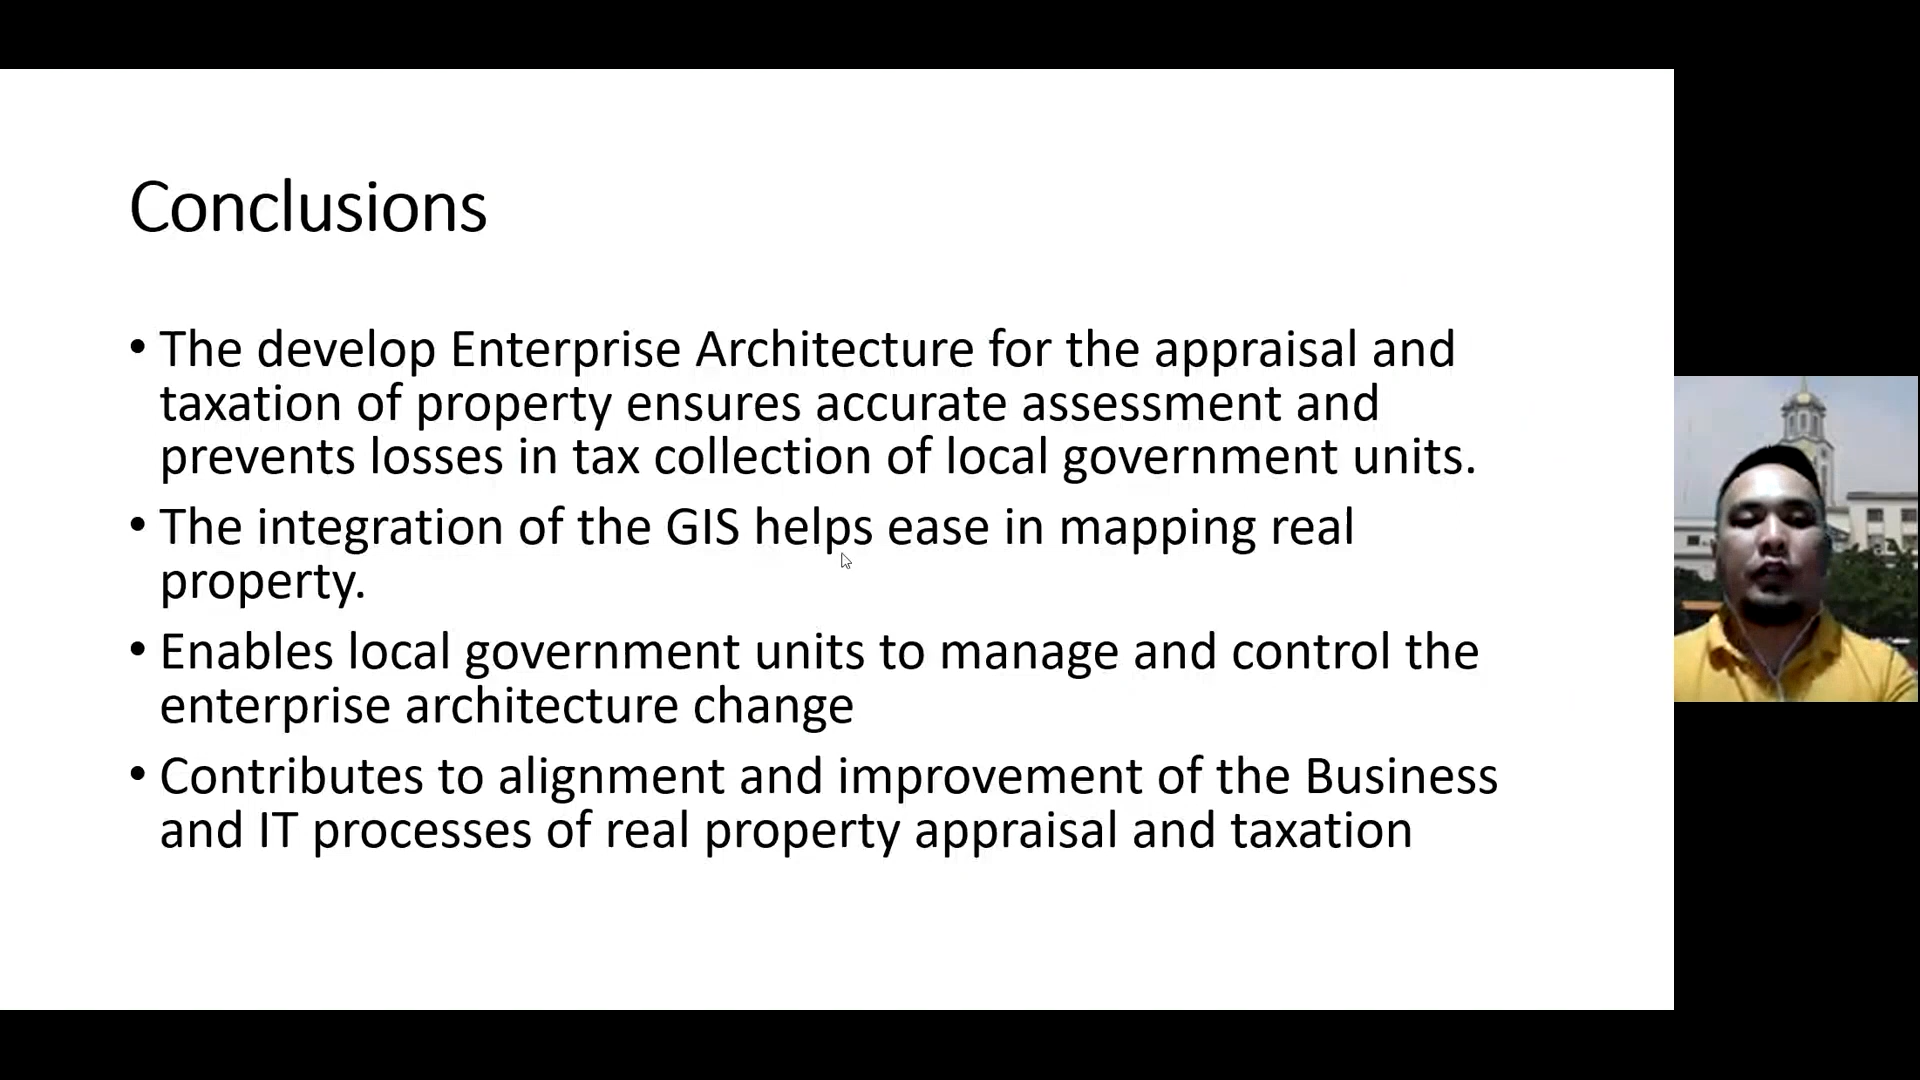 Conclusions
• The develop Enterprise Architecture for the appraisal and
taxation of property ensures accurate assessment and
prevents losses in tax collection of local government units.
• The integration of the GIS helps ease in mapping real
property.
• Enables local government units to manage and control the
enterprise architecture change
• Contributes to alignment and improvement of the Business
and IT processes of real property appraisal and taxation